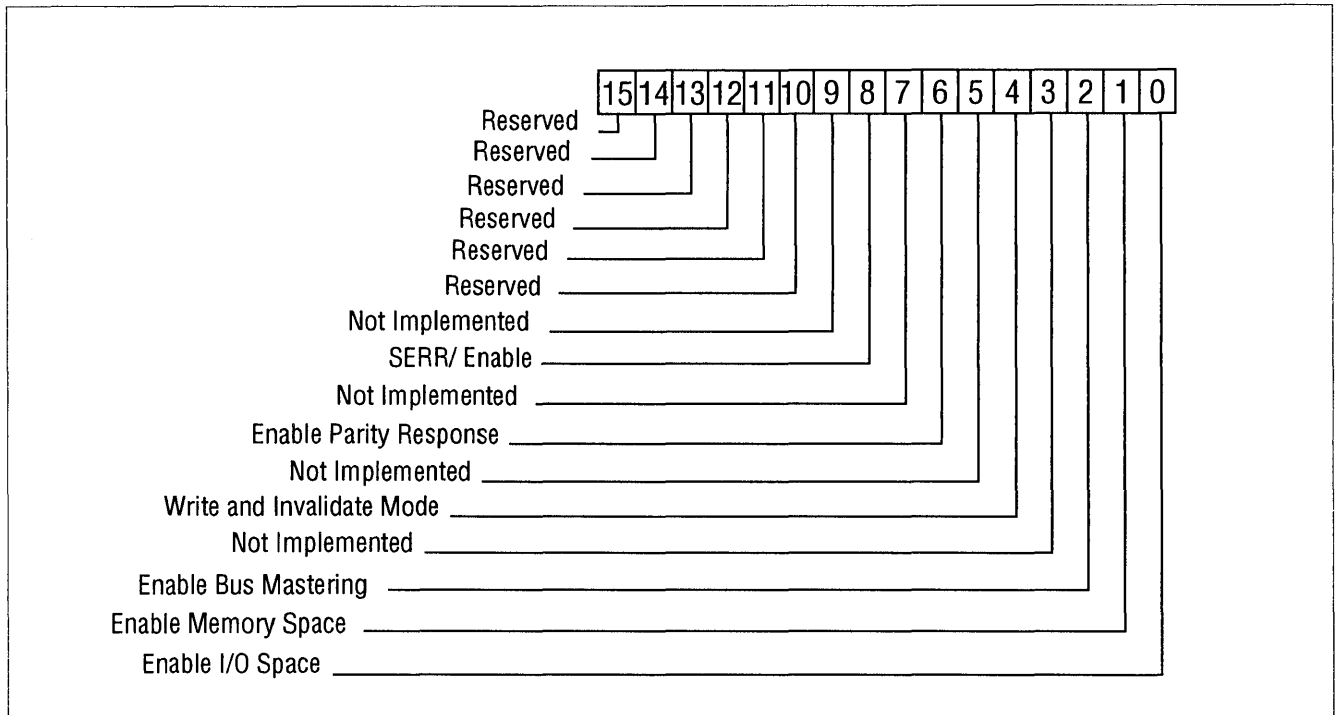 15 14 13 12 11 10 9 8 7 6 5 4 3 2 1 0
Reserved
Reserved
Reserved
Reserved
Reserved
Reserved
Not Implemented
SERR/ Enable
Not Implemented
Enable Parity Response
Not Implemented
Write and Invalidate Mode
Not Implemented
Enable Bus Mastering
Enable Memory Space
Enable I/O Space